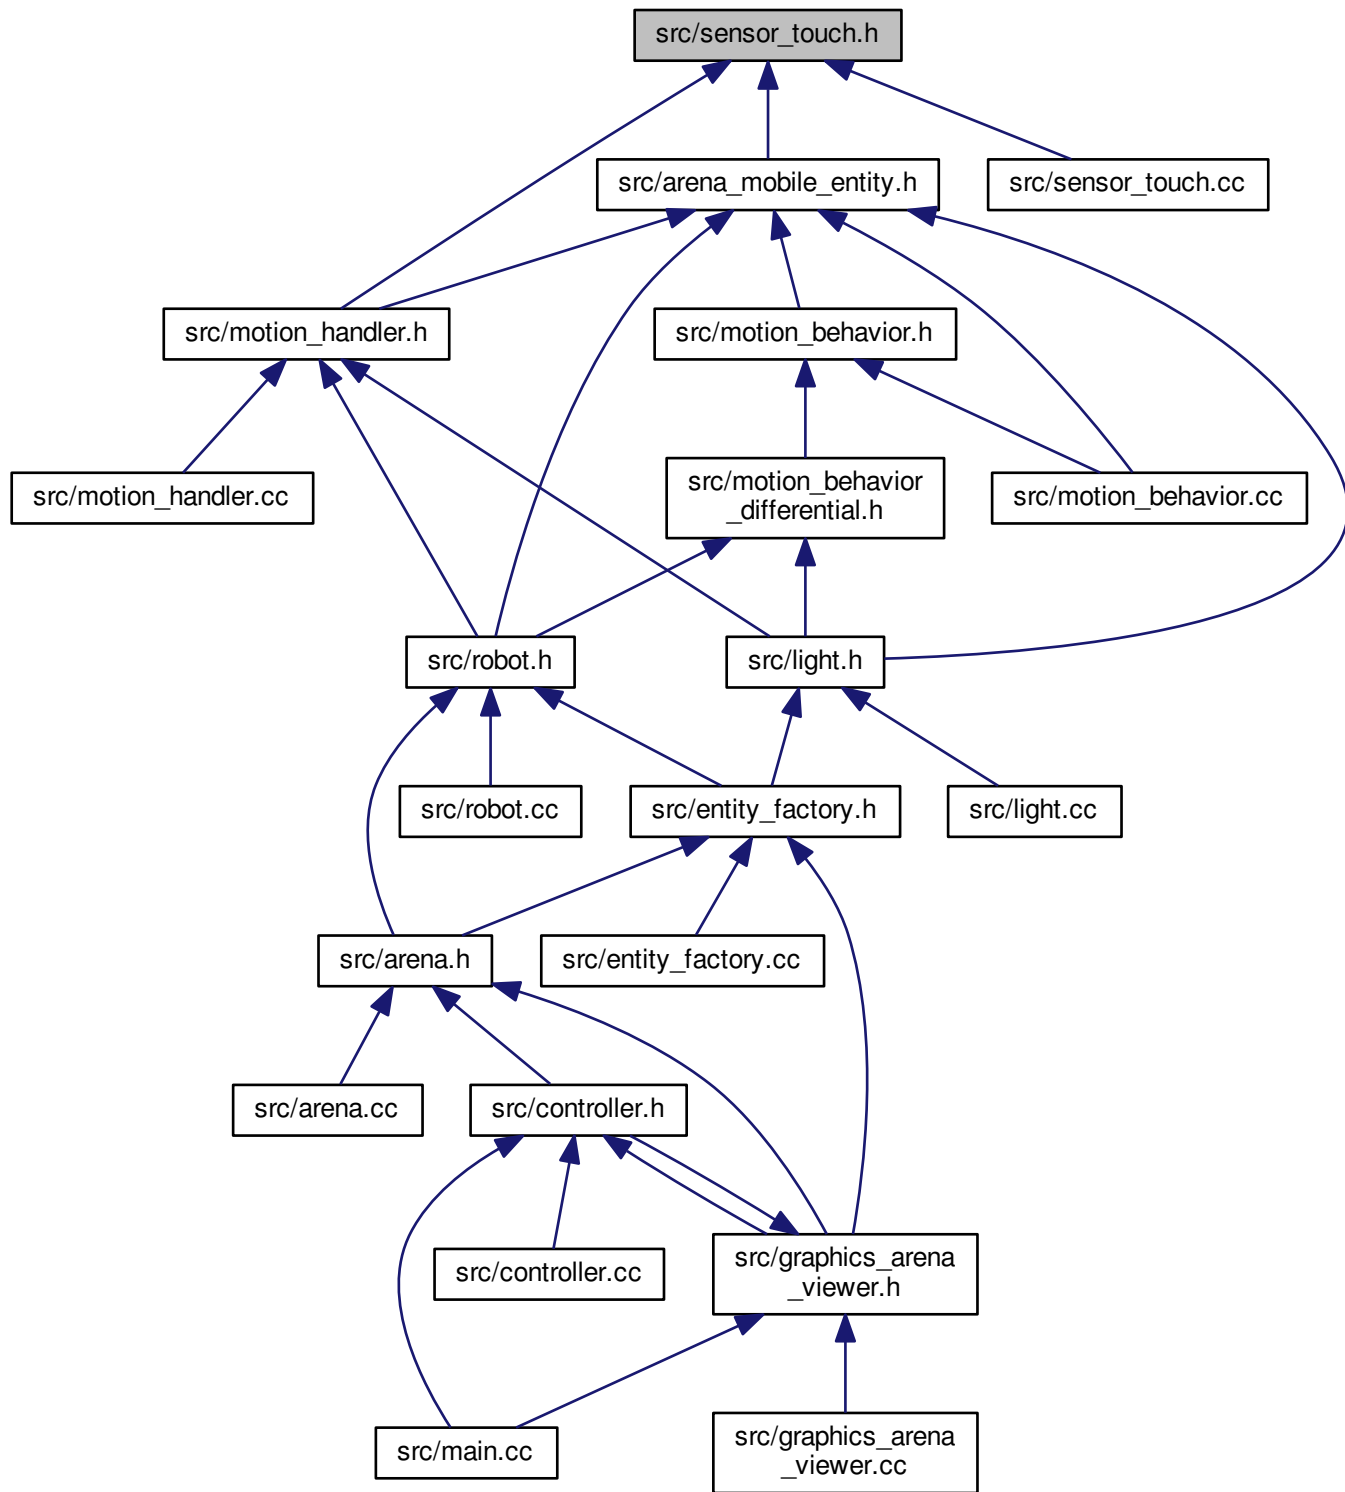 src/sensor_touch.h
src/arena_mobile_entity.h
src/sensor_touch.cc
src/motion_handler.h
src/motion_behavior.h
src/motion_handler.cc
src/motion_behavior
_differential.h
src/motion_behavior.cc
src/robot.h
src/light.h
src/robot.cc
src/entity_factory.h
src/light.cc
src/arena.h
src/entity_factory.cc
src/arena.cc
src/controller.h
src/controller.cc
src/graphics_arena
_viewer.h
src/main.cc
src/graphics_arena
_viewer.cc